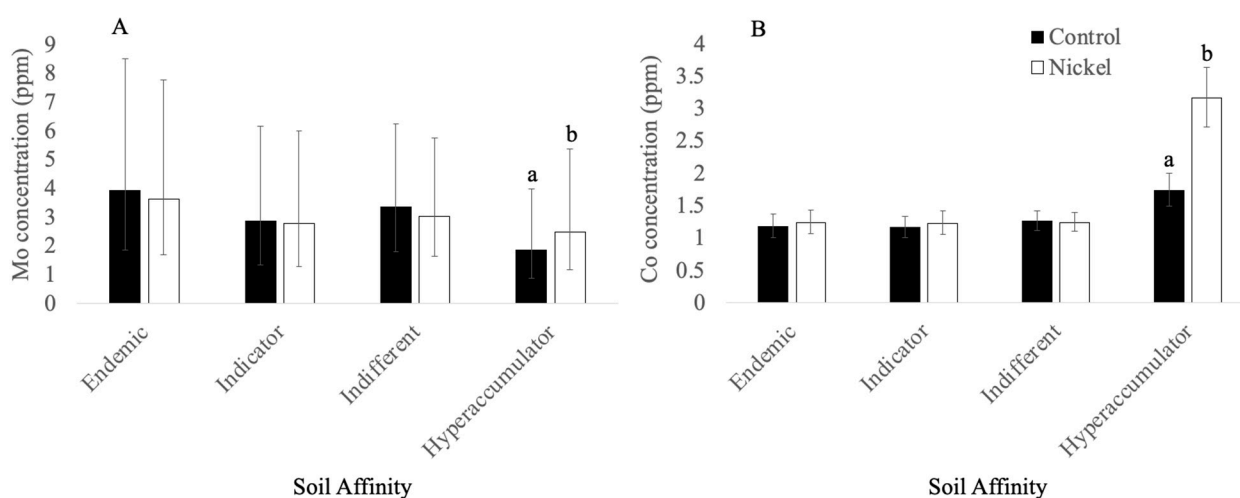 A
Mo concentration (ppm)
9
8
7
6
5
4
3
2
1
0
a
b
Endemic
Indicator
Indifferent
Hyperaccumulator
Soil Affinity
B
Control
Nickel
Co concentration (ppm)
4
3.5
3
2.5
2
1.5
1
0.5
0
a
b
Endemic
Indicator
Indifferent
Hyperaccumulator
Soil Affinity